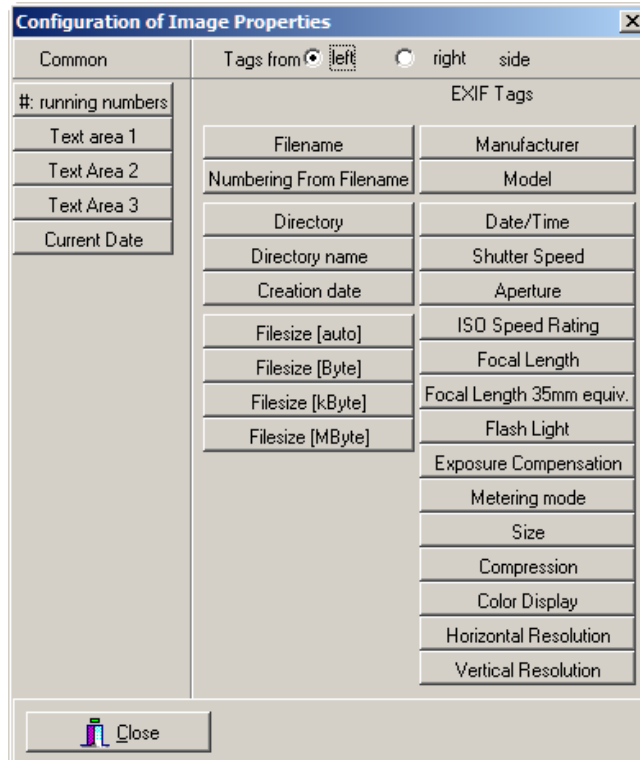 Configuration of Image Properties
Common
Tags from left right side
#: running numbers
Text area 1
Text Area 2
Text Area 3
Current Date
Filename
Numbering From Filename
Directory
Directory name
Creation date
Filesize [auto]
Filesize [Byte]
Filesize [kByte]
Filesize [MByte]
EXIF Tags
Manufacturer
Model
Date/Time
Shutter Speed
Aperture
ISO Speed Rating
Focal Length
Focal Length 35mm equiv.
Flash Light
Exposure Compensation
Metering mode
Size
Compression
Color Display
Horizontal Resolution
Vertical Resolution
Close